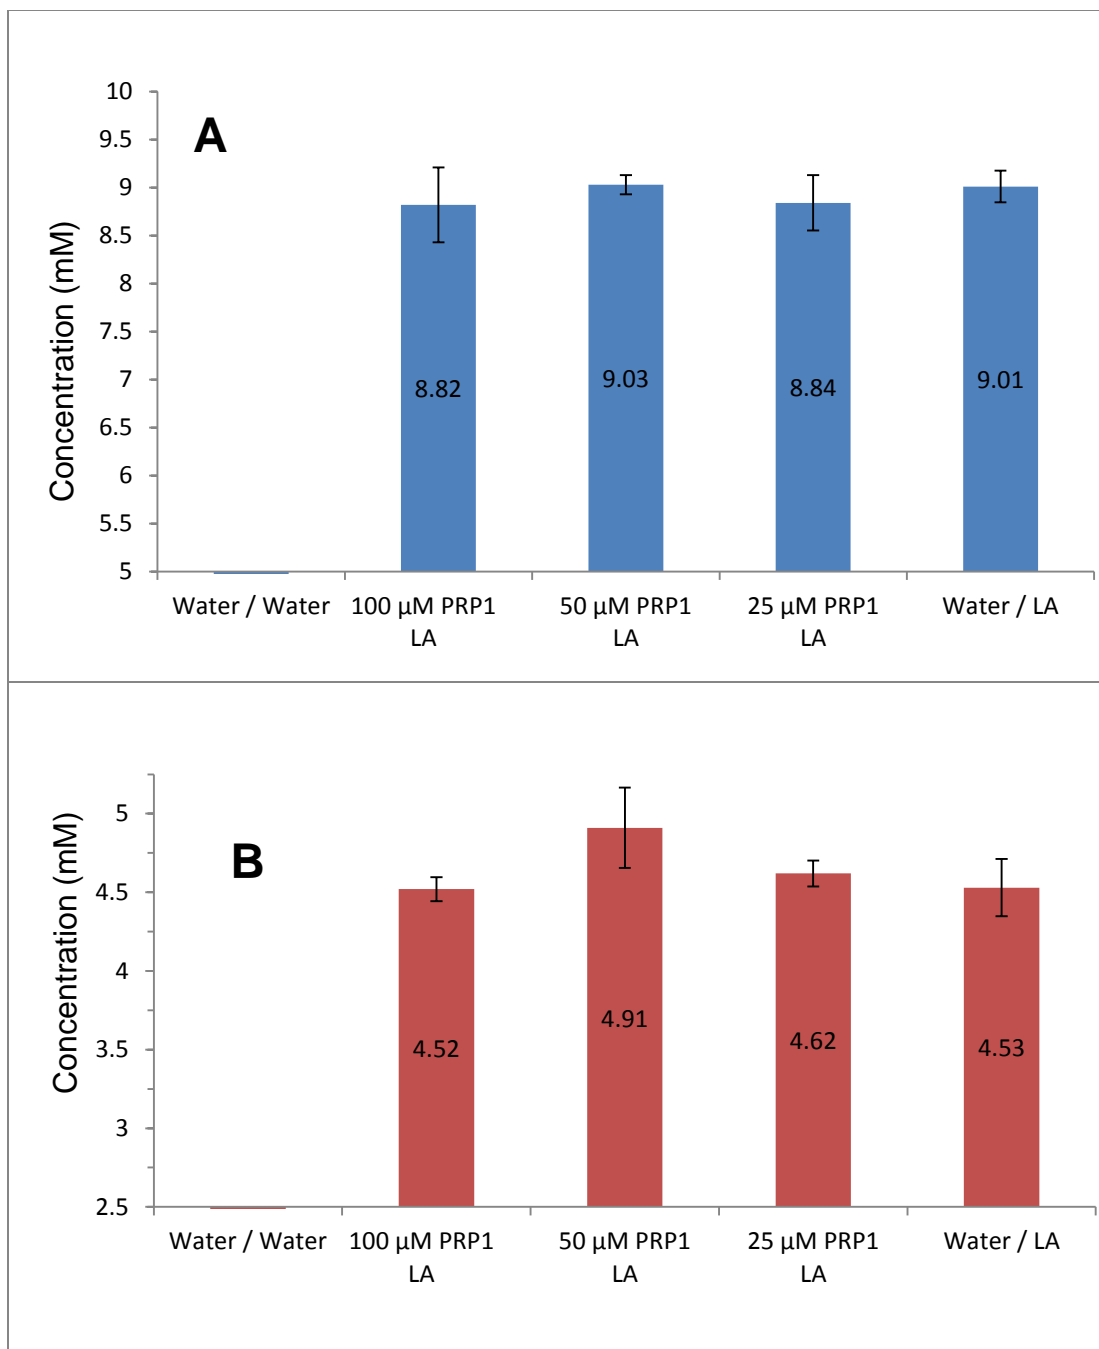 A
Concentration (mM)
10
9.5
9
8.5
8
7.5
7
6.5
6
5.5
5
8.82
9.03
8.84
9.01
Water / Water
100 µM PRP1
LA
50 µM PRP1
LA
25 µM PRP1
LA
Water / LA
B
Concentration (mM)
5
4.5
4
3.5
3
2.5
4.52
4.91
4.62
4.53
Water / Water
100 µM PRP1
LA
50 µM PRP1
LA
25 µM PRP1
LA
Water / LA